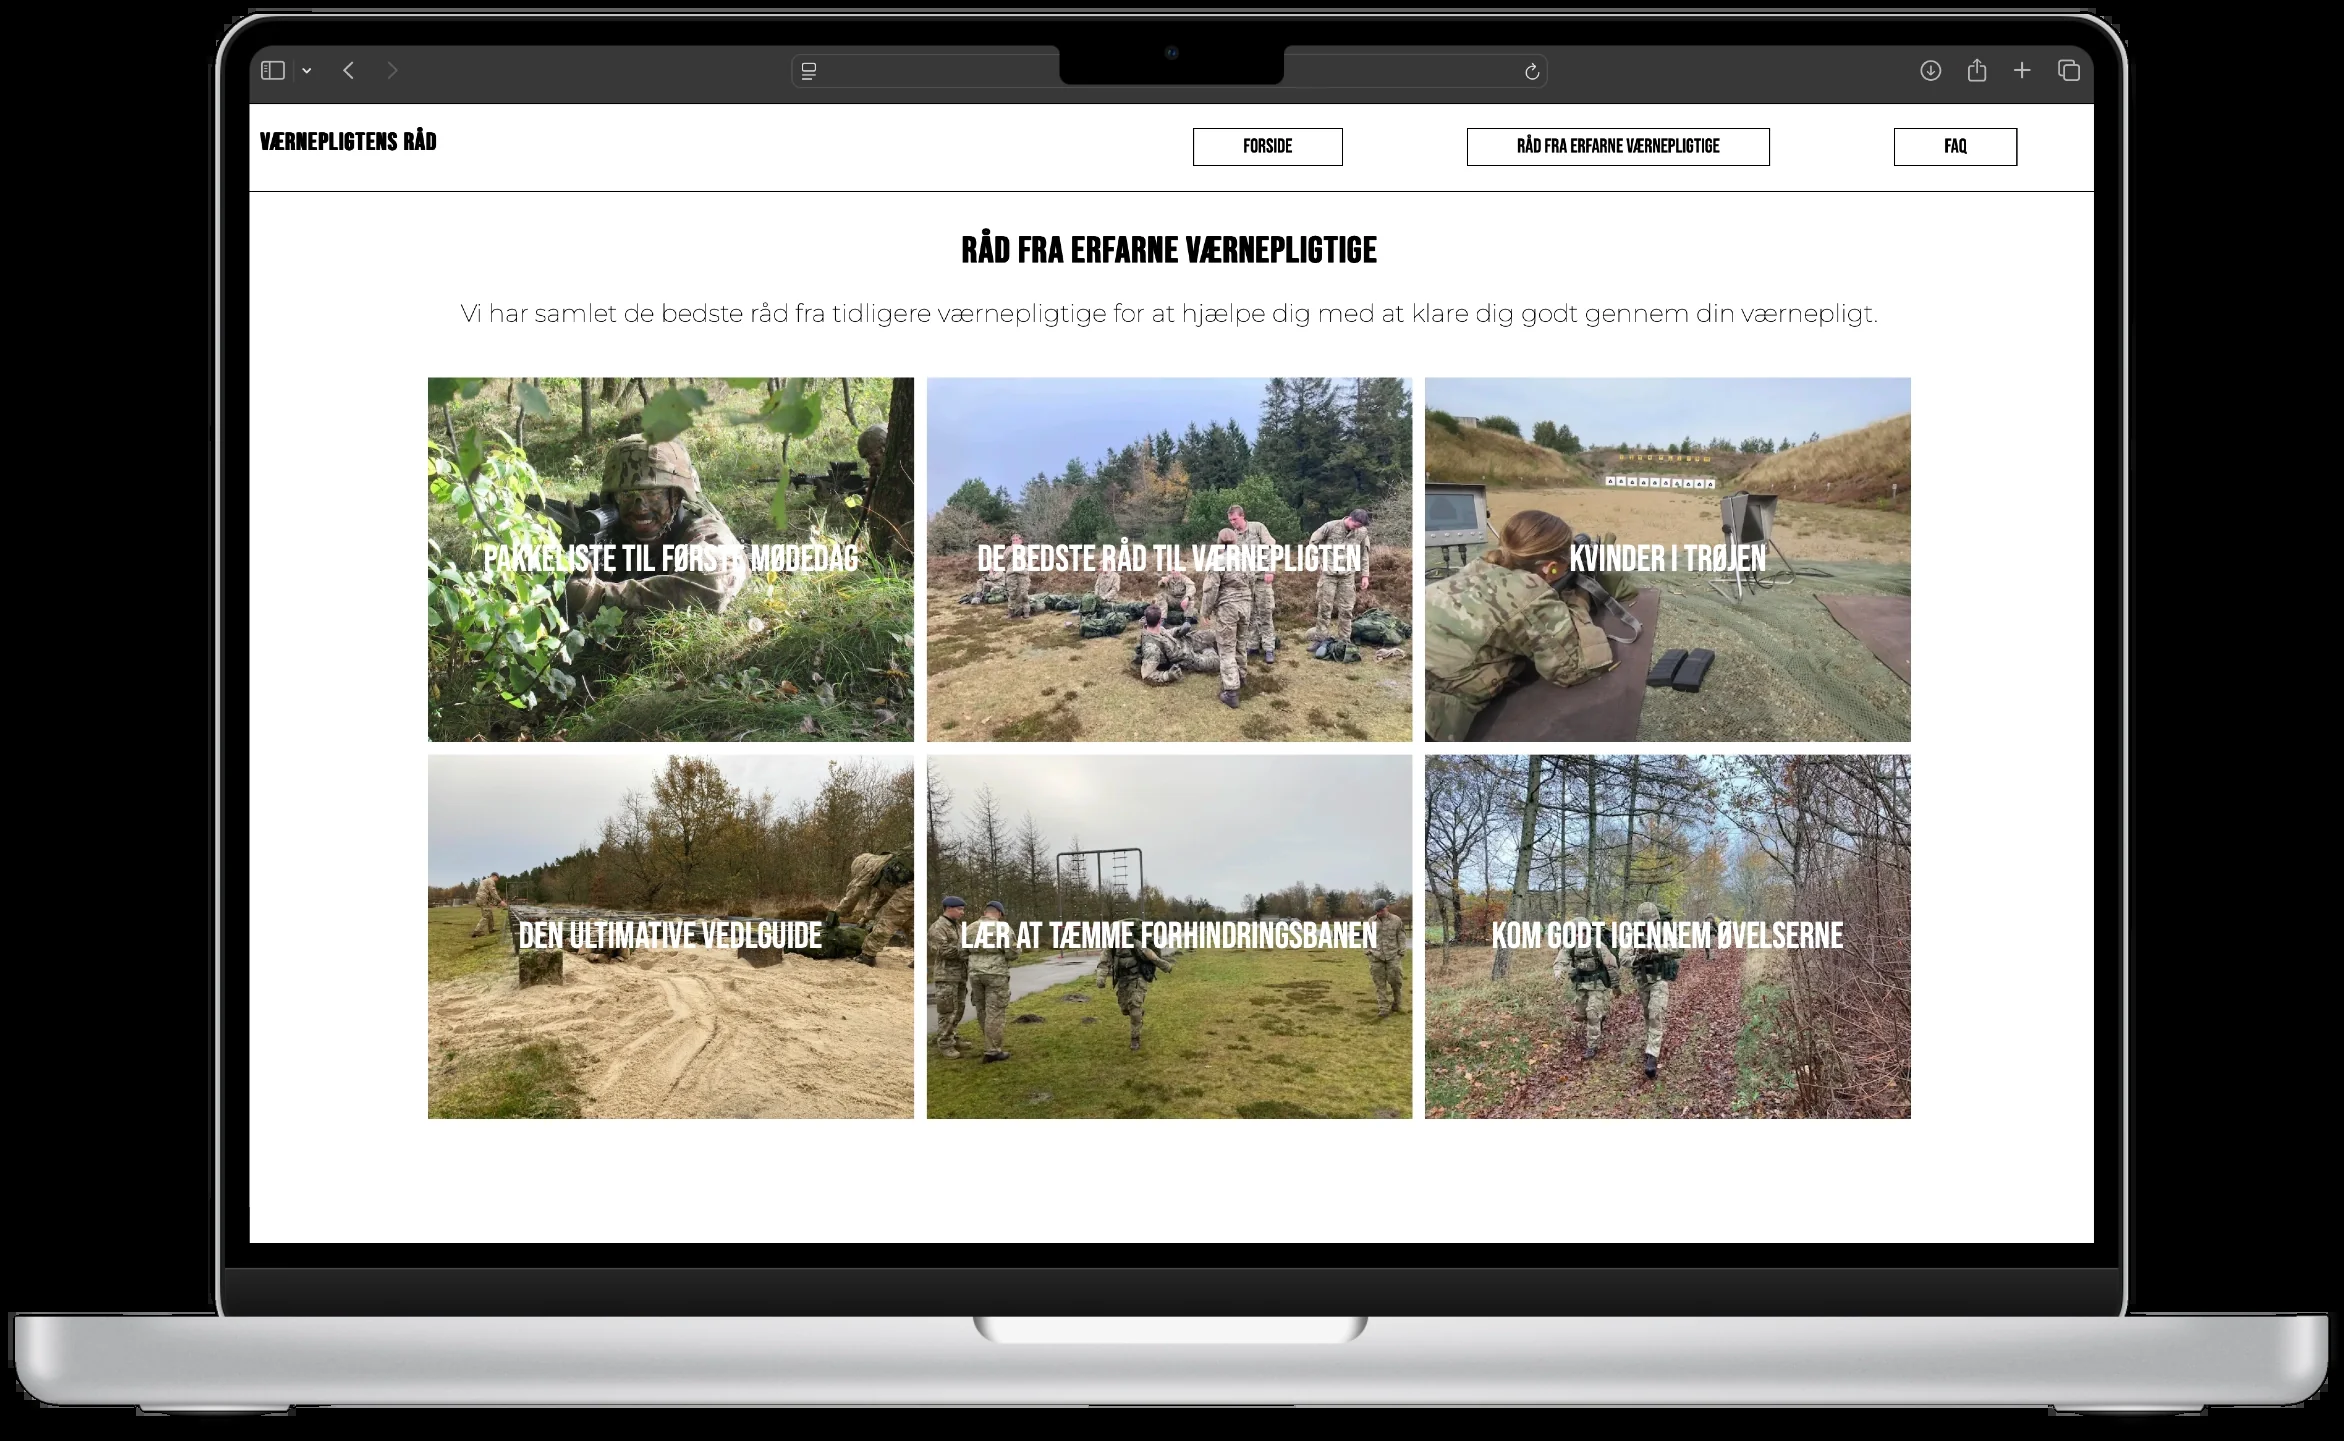 VÆRNEPLIGTENS RÅD
FORSIDE
RÅD FRA ERFARNE VÆRNEPLIGTIGE
FAQ
RÅD FRA ERFARNE VÆRNEPLIGTIGE
Vi har samlet de bedste råd fra tidligere værnepligtige for at hjælpe dig med at klare dig godt gennem din værnepligt.
PAKKELISTE TIL FØRSTE MØDEDAG
DE BEDSTE RÅD TIL VÆRNEPLIGTEN
KVINDER I TRØJEN
DEN ULTIMATIVE VEDLGUIDE
LÆR AT TÆMME FORHINDRINGSBANEN
KOM GODT IGENNEM ØVELSERNE